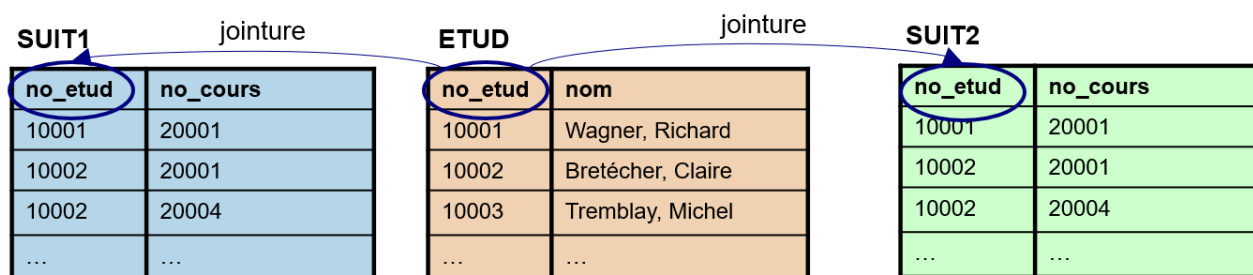 jointure
jointure
SUIT1
ETUD
SUIT2
no_etud no_cours
10001 20001
10002 20001
10002 20004
... ...
no_etud nom
10001 Wagner, Richard
10002 Bretécher, Claire
10003 Tremblay, Michel
... ...
no_etud no_cours
10001 20001
10002 20001
10002 20004
... ...